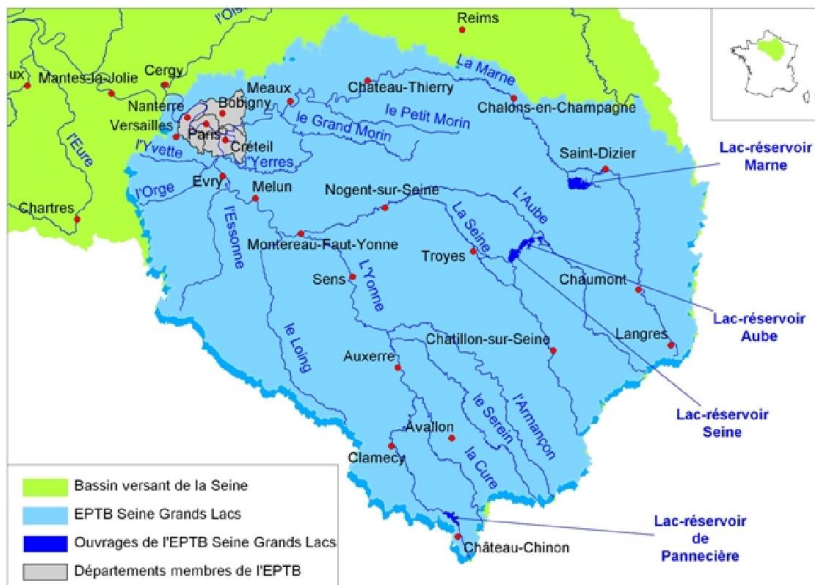 Reims
l'Ois
ux
Mantes-la-Jolie
Cergy
Meaux
Château-Thierry
La Marne
Nanterre
Bobigny
le Petit Morin
Chalons-en-Champagne
Versailles
Paris
le Grand Morin
l'Yvette
Créteil
l'Yerres
Saint-Dizier
Lac-réservoir
Marne
l'Eure
Evry
l'Orge
Melun
Nogent-sur-Seine
L'Aube
Chartres
l'Essonne
La Seine
Montereau-Faut-Yonne
Troyes
Sens
L'Yonne
Chaumont
Lac-réservoir
Aube
le Loing
Chatillon-sur-Seine
Langres
Auxerre
l'Armançon
le Serein
Lac-réservoir
Seine
Avallon
Clamecy
la Cure
Bassin versant de la Seine
EPTB Seine Grands Lacs
Ouvrages de l'EPTB Seine Grands Lacs
Départements membres de l'EPTB
Lac-réservoir
de
Pannecière
Château-Chinon